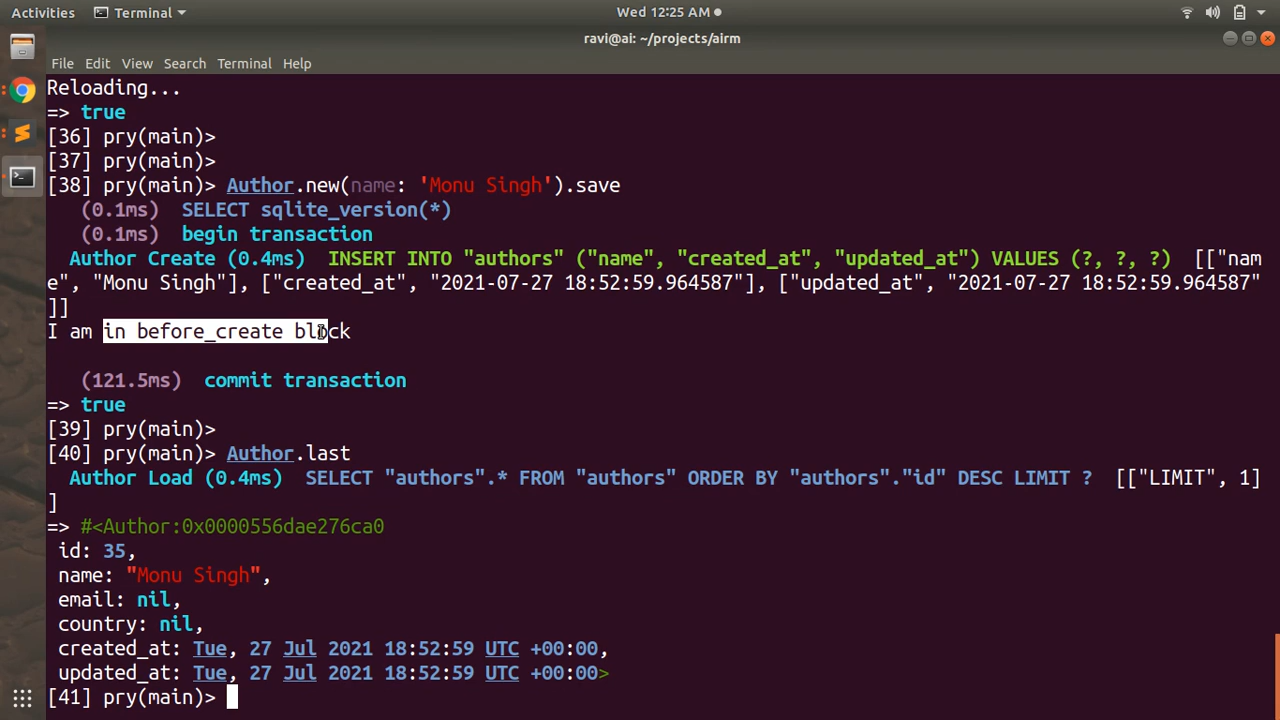 Activities Terminal Wed 12:25 AM
ravi@ai: ~/projects/airm
File Edit View Search Terminal Help
Reloading...
=> true
[36] pry(main)>
[37] pry(main)>
[38] pry(main)> Author.new(name: 'Monu Singh').save
(0.1ms) SELECT sqlite_version(*)
(0.1ms) begin transaction
Author Create (0.4ms) INSERT INTO "authors" ("name", "created_at", "updated_at") VALUES (?, ?, ?) [["nam
e", "Monu Singh"], ["created_at", "2021-07-27 18:52:59.964587"], ["updated_at", "2021-07-27 18:52:59.964587"
]]
I am in before_create block
(121.5ms) commit transaction
=> true
[39] pry(main)>
[40] pry(main)> Author.last
Author Load (0.4ms) SELECT "authors".* FROM "authors" ORDER BY "authors"."id" DESC LIMIT ? [["LIMIT", 1]
]
=> #<Author:0x0000556dae276ca0
id: 35,
name: "Monu Singh",
email: nil,
country: nil,
created_at: Tue, 27 Jul 2021 18:52:59 UTC +00:00,
updated_at: Tue, 27 Jul 2021 18:52:59 UTC +00:00>
[41] pry(main)>